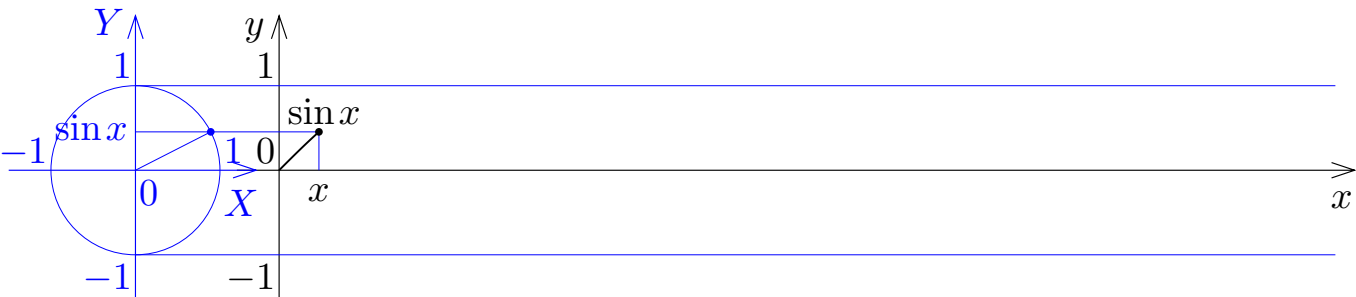 Y y
1 1
sin x
sin x
−1 1 0
0 x
X x
−1 −1